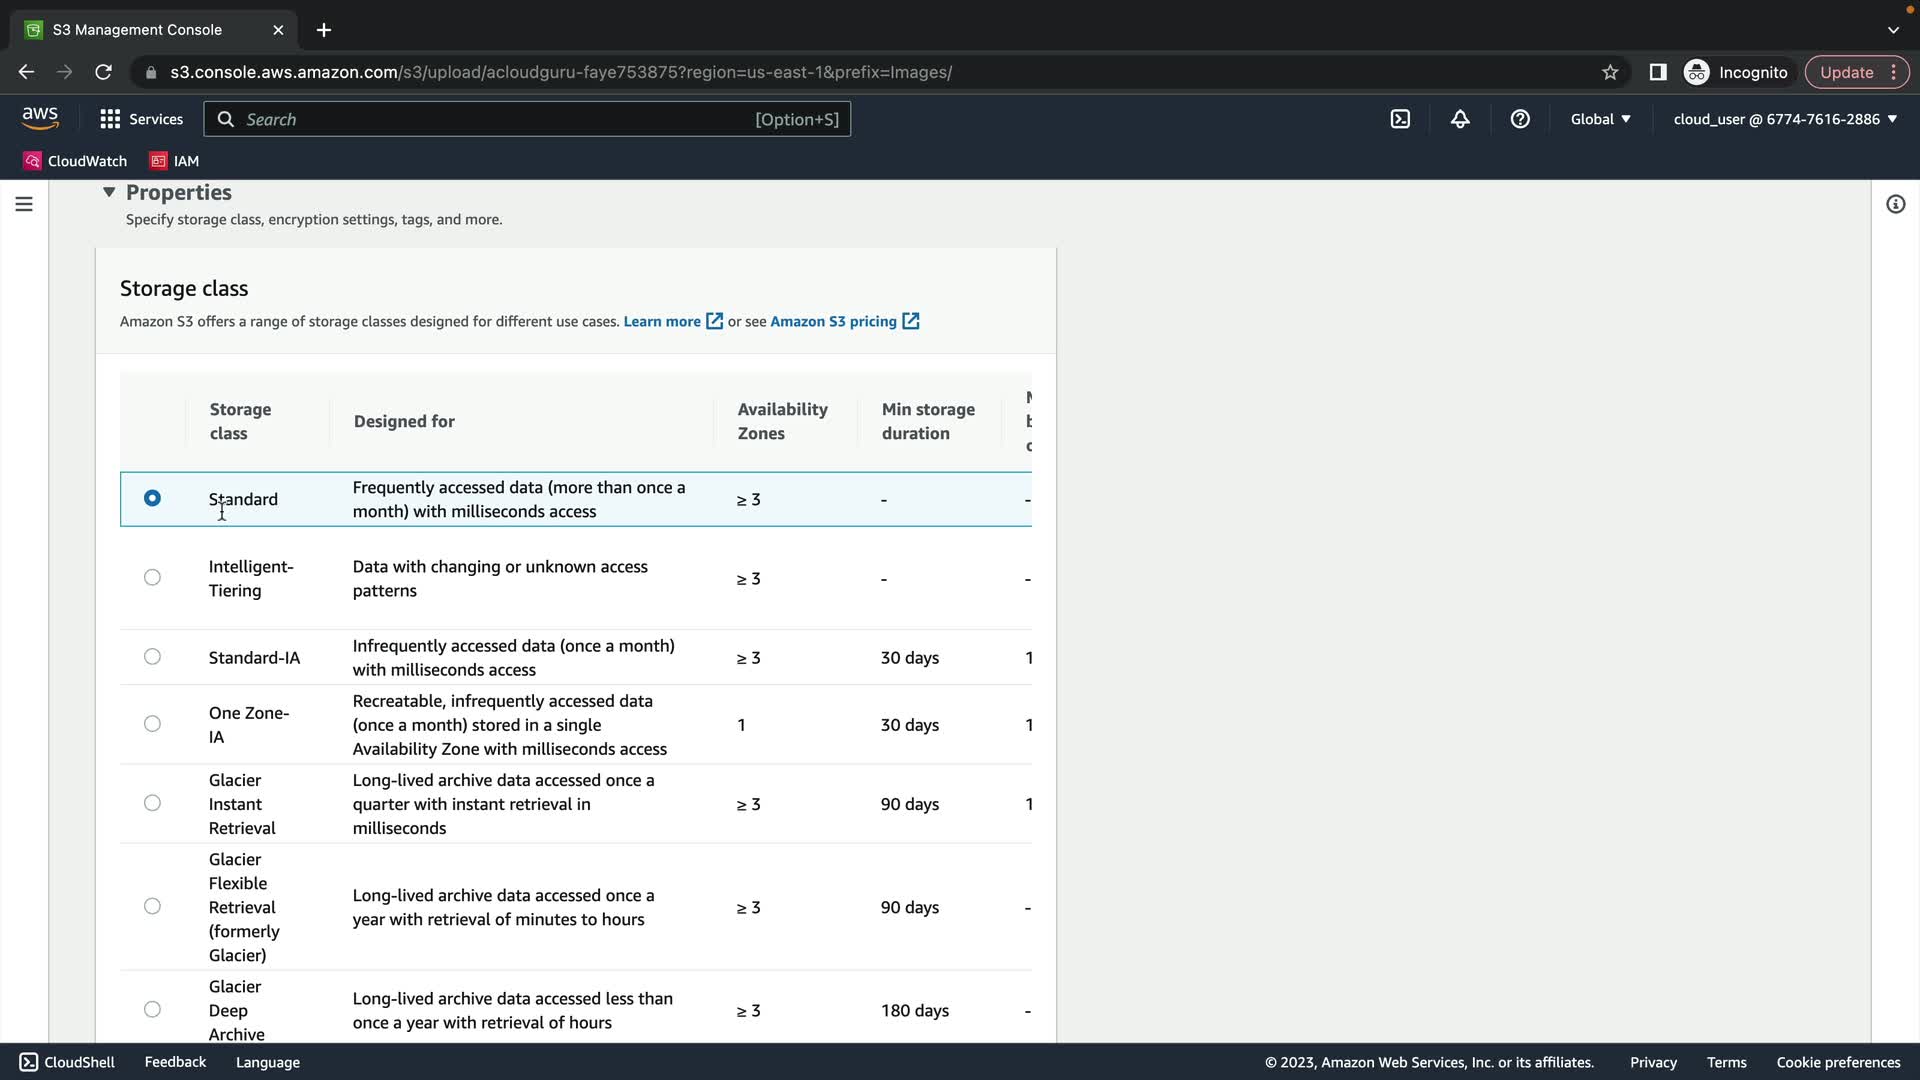 S3 Management Console
s3.console.aws.amazon.com/s3/upload/acloudguru-faye753875?region=us-east-1&prefix=Images/
Incognito
Update
aws
Services
Search
[Option+S]
Global
cloud_user @ 6774-7616-2886
CloudWatch
IAM
Properties
Specify storage class, encryption settings, tags, and more.
Storage class
Amazon S3 offers a range of storage classes designed for different use cases. Learn more or see Amazon S3 pricing
Storage
class
Designed for
Availability
Zones
Min storage
duration
Standard
Frequently accessed data (more than once a
month) with milliseconds access
≥ 3
-
-
Intelligent-
Tiering
Data with changing or unknown access
patterns
≥ 3
-
-
Standard-IA
Infrequently accessed data (once a month)
with milliseconds access
≥ 3
30 days
1
One Zone-
IA
Recreatable, infrequently accessed data
(once a month) stored in a single
Availability Zone with milliseconds access
1
30 days
1
Glacier
Instant
Retrieval
Long-lived archive data accessed once a
quarter with instant retrieval in
milliseconds
≥ 3
90 days
1
Glacier
Flexible
Retrieval
(formerly
Glacier)
Long-lived archive data accessed once a
year with retrieval of minutes to hours
≥ 3
90 days
-
Glacier
Deep
Archive
Long-lived archive data accessed less than
once a year with retrieval of hours
≥ 3
180 days
-
CloudShell
Feedback
Language
© 2023, Amazon Web Services, Inc. or its affiliates.
Privacy
Terms
Cookie preferences